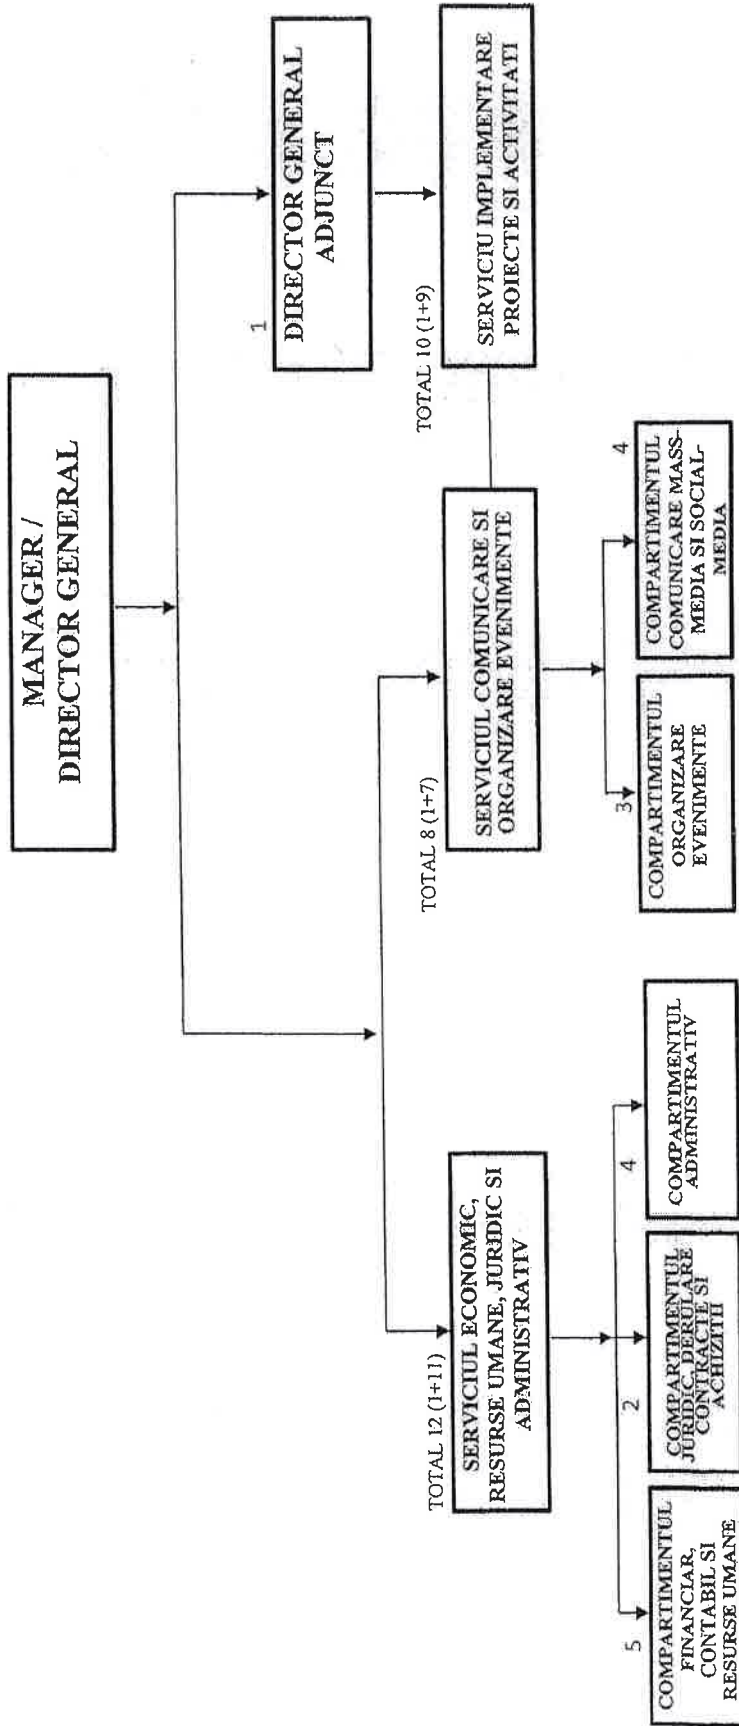 MANAGER /
DIRECTOR GENERAL
1
DIRECTOR GENERAL
ADJUNCT
TOTAL 12 (1+11)
SERVICIUL ECONOMIC,
RESURSE UMANE, JURIDIC SI
ADMINISTRATIV
TOTAL 8 (1+7)
SERVICIUL COMUNICARE SI
ORGANIZARE EVENIMENTE
TOTAL 10 (1+9)
SERVICIU IMPLEMENTARE
PROIECTE SI ACTIVITATI
5
COMPARTIMENTUL
FINANCIAR,
CONTABIL SI
RESURSE UMANE
2
COMPARTIMENTUL
JURIDIC, DERULARE
CONTRACTE SI
ACHIZITII
4
COMPARTIMENTUL
ADMINISTRATIV
3
COMPARTIMENTUL
ORGANIZARE
EVENIMENTE
4
COMPARTIMENTUL
COMUNICARE MASS-
MEDIA SI SOCIAL-
MEDIA